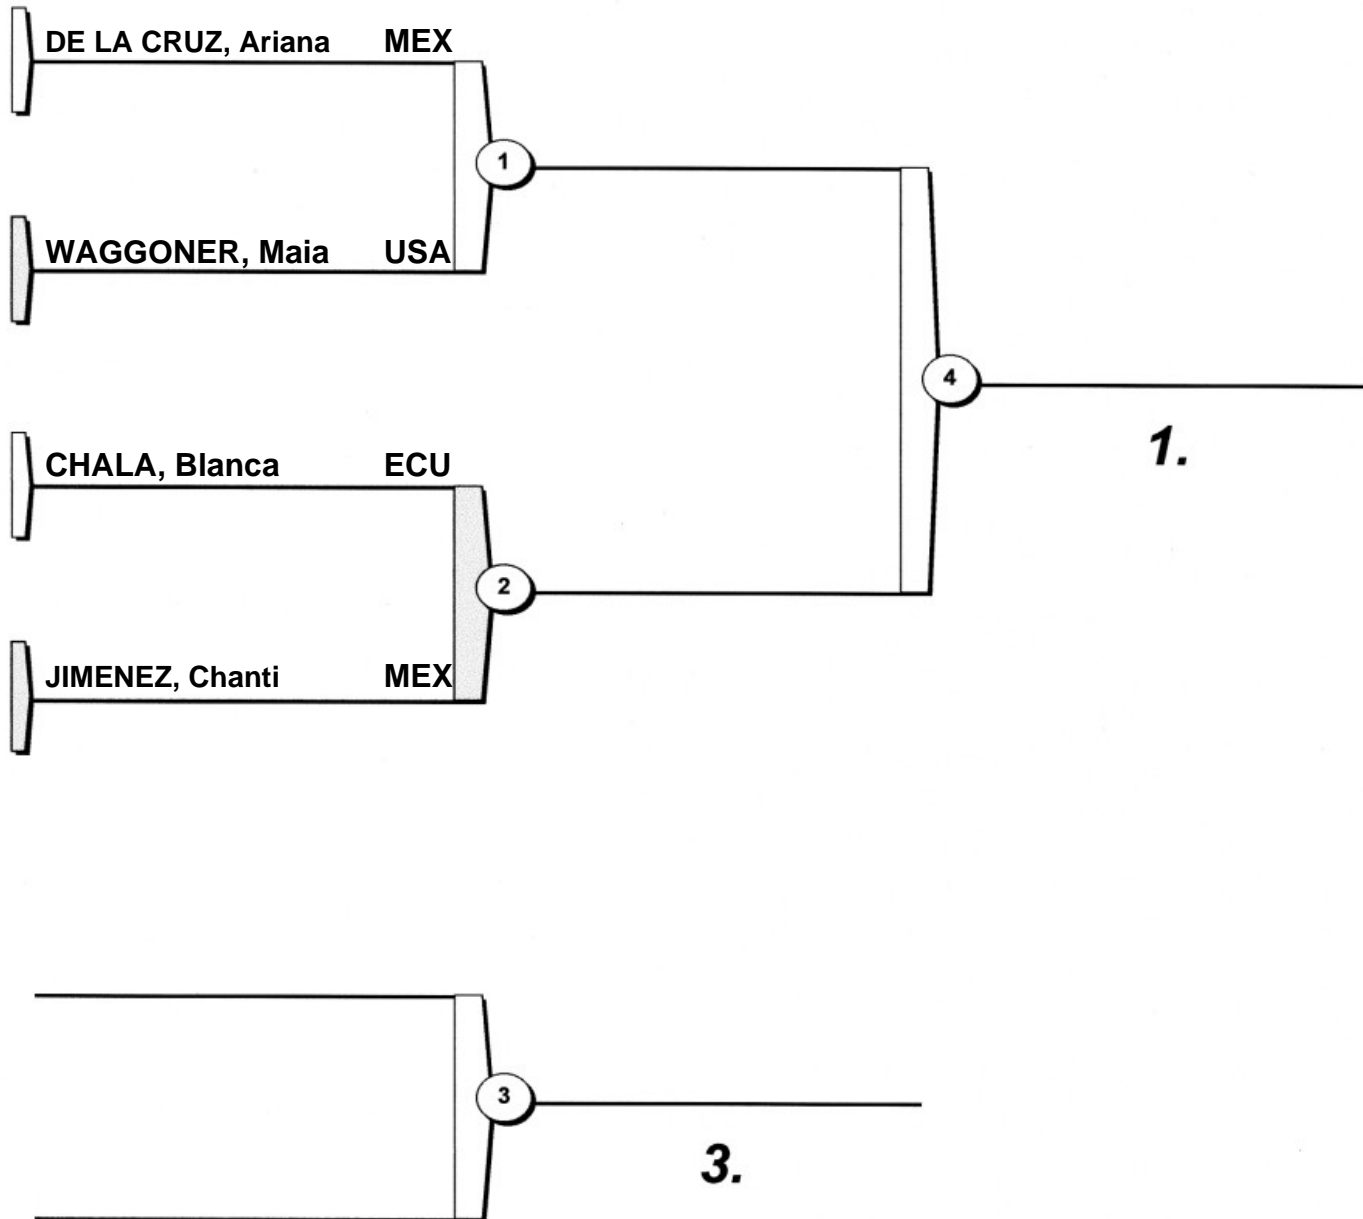 DE LA CRUZ, Ariana MEX
1
WAGGONER, Maia USA
4
1.
CHALA, Blanca ECU
2
JIMENEZ, Chanti MEX
3
3.